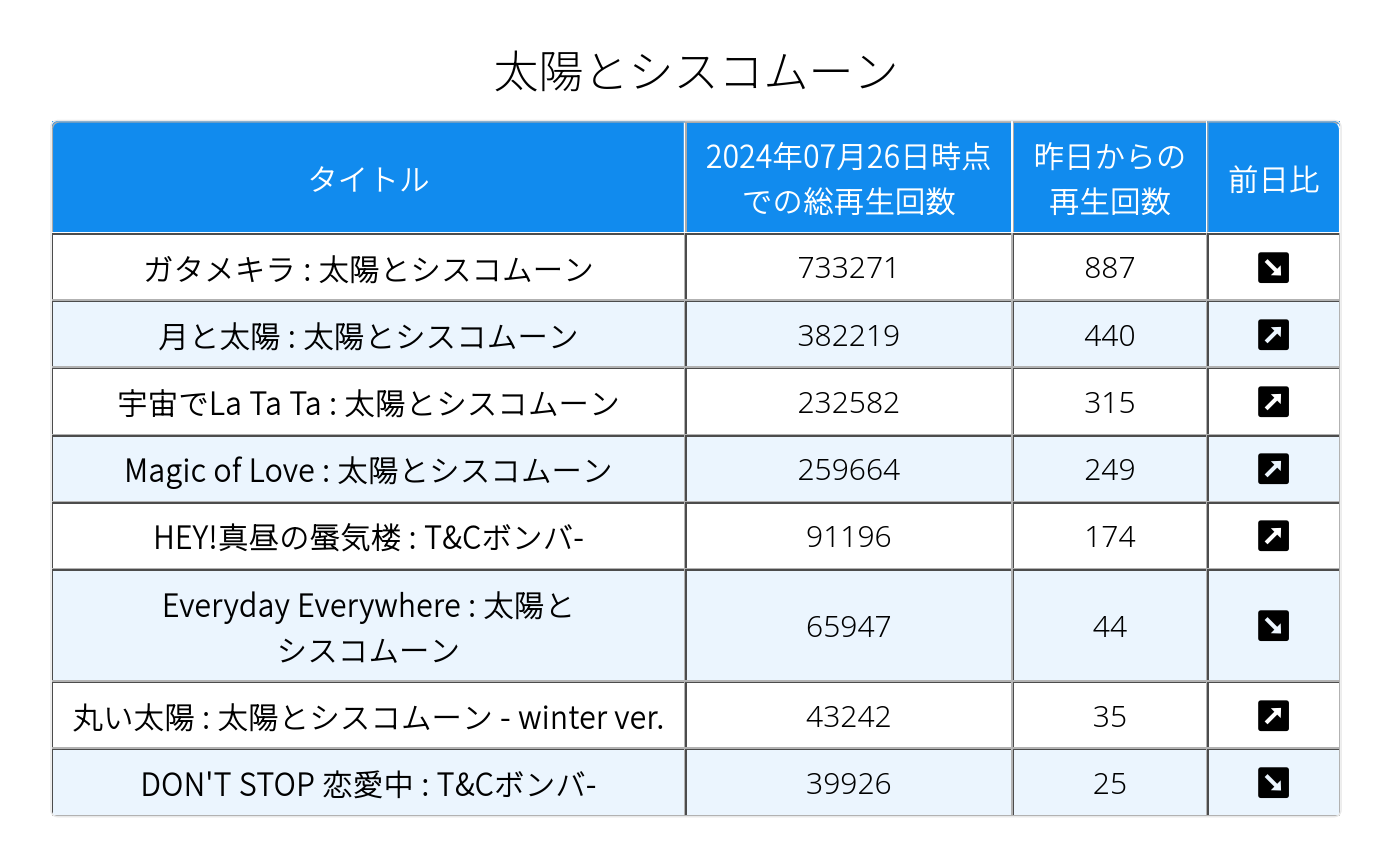 太陽とシスコムーン
タイトル
2024年07月26日時点
での総再生回数
昨日からの
再生回数
前日比
ガタメキラ : 太陽とシスコムーン 733271 887
月と太陽 : 太陽とシスコムーン 382219 440
宇宙でLa Ta Ta : 太陽とシスコムーン 232582 315
Magic of Love : 太陽とシスコムーン 259664 249
HEY!真昼の蜃気楼 : T&Cボンバ- 91196 174
Everyday Everywhere : 太陽と
シスコムーン 65947 44
丸い太陽 : 太陽とシスコムーン - winter ver. 43242 35
DON'T STOP 恋愛中 : T&Cボンバ- 39926 25